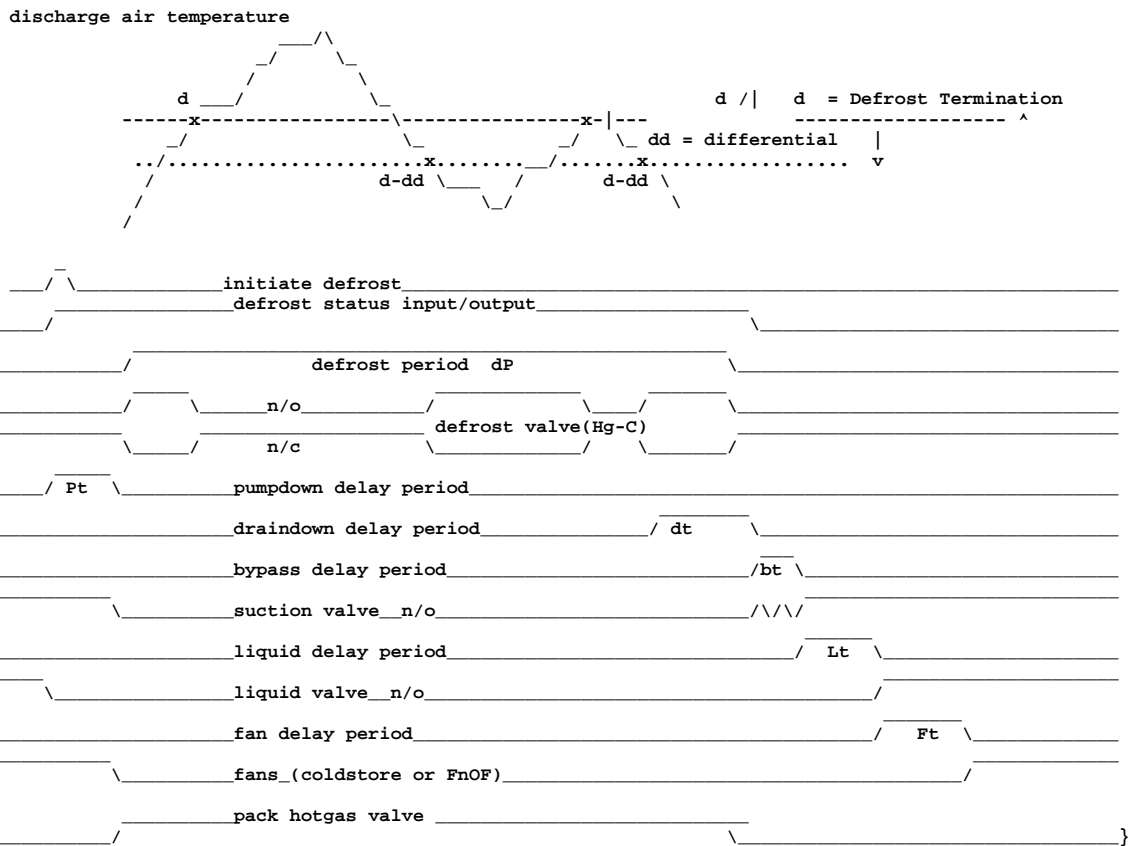 discharge air temperature
d
x x d d = Defrost Termination
dd = differential
x x v
d-dd d-dd
initiate defrost
defrost status input/output
defrost period dP
n/o
defrost valve(Hg-C)
n/c
Pt pumpdown delay period
draindown delay period dt
bypass delay period bt
suction valve__n/o
liquid delay period Lt
liquid valve__n/o
fan delay period Ft
fans_(coldstore or FnOF)
pack hotgas valve
}